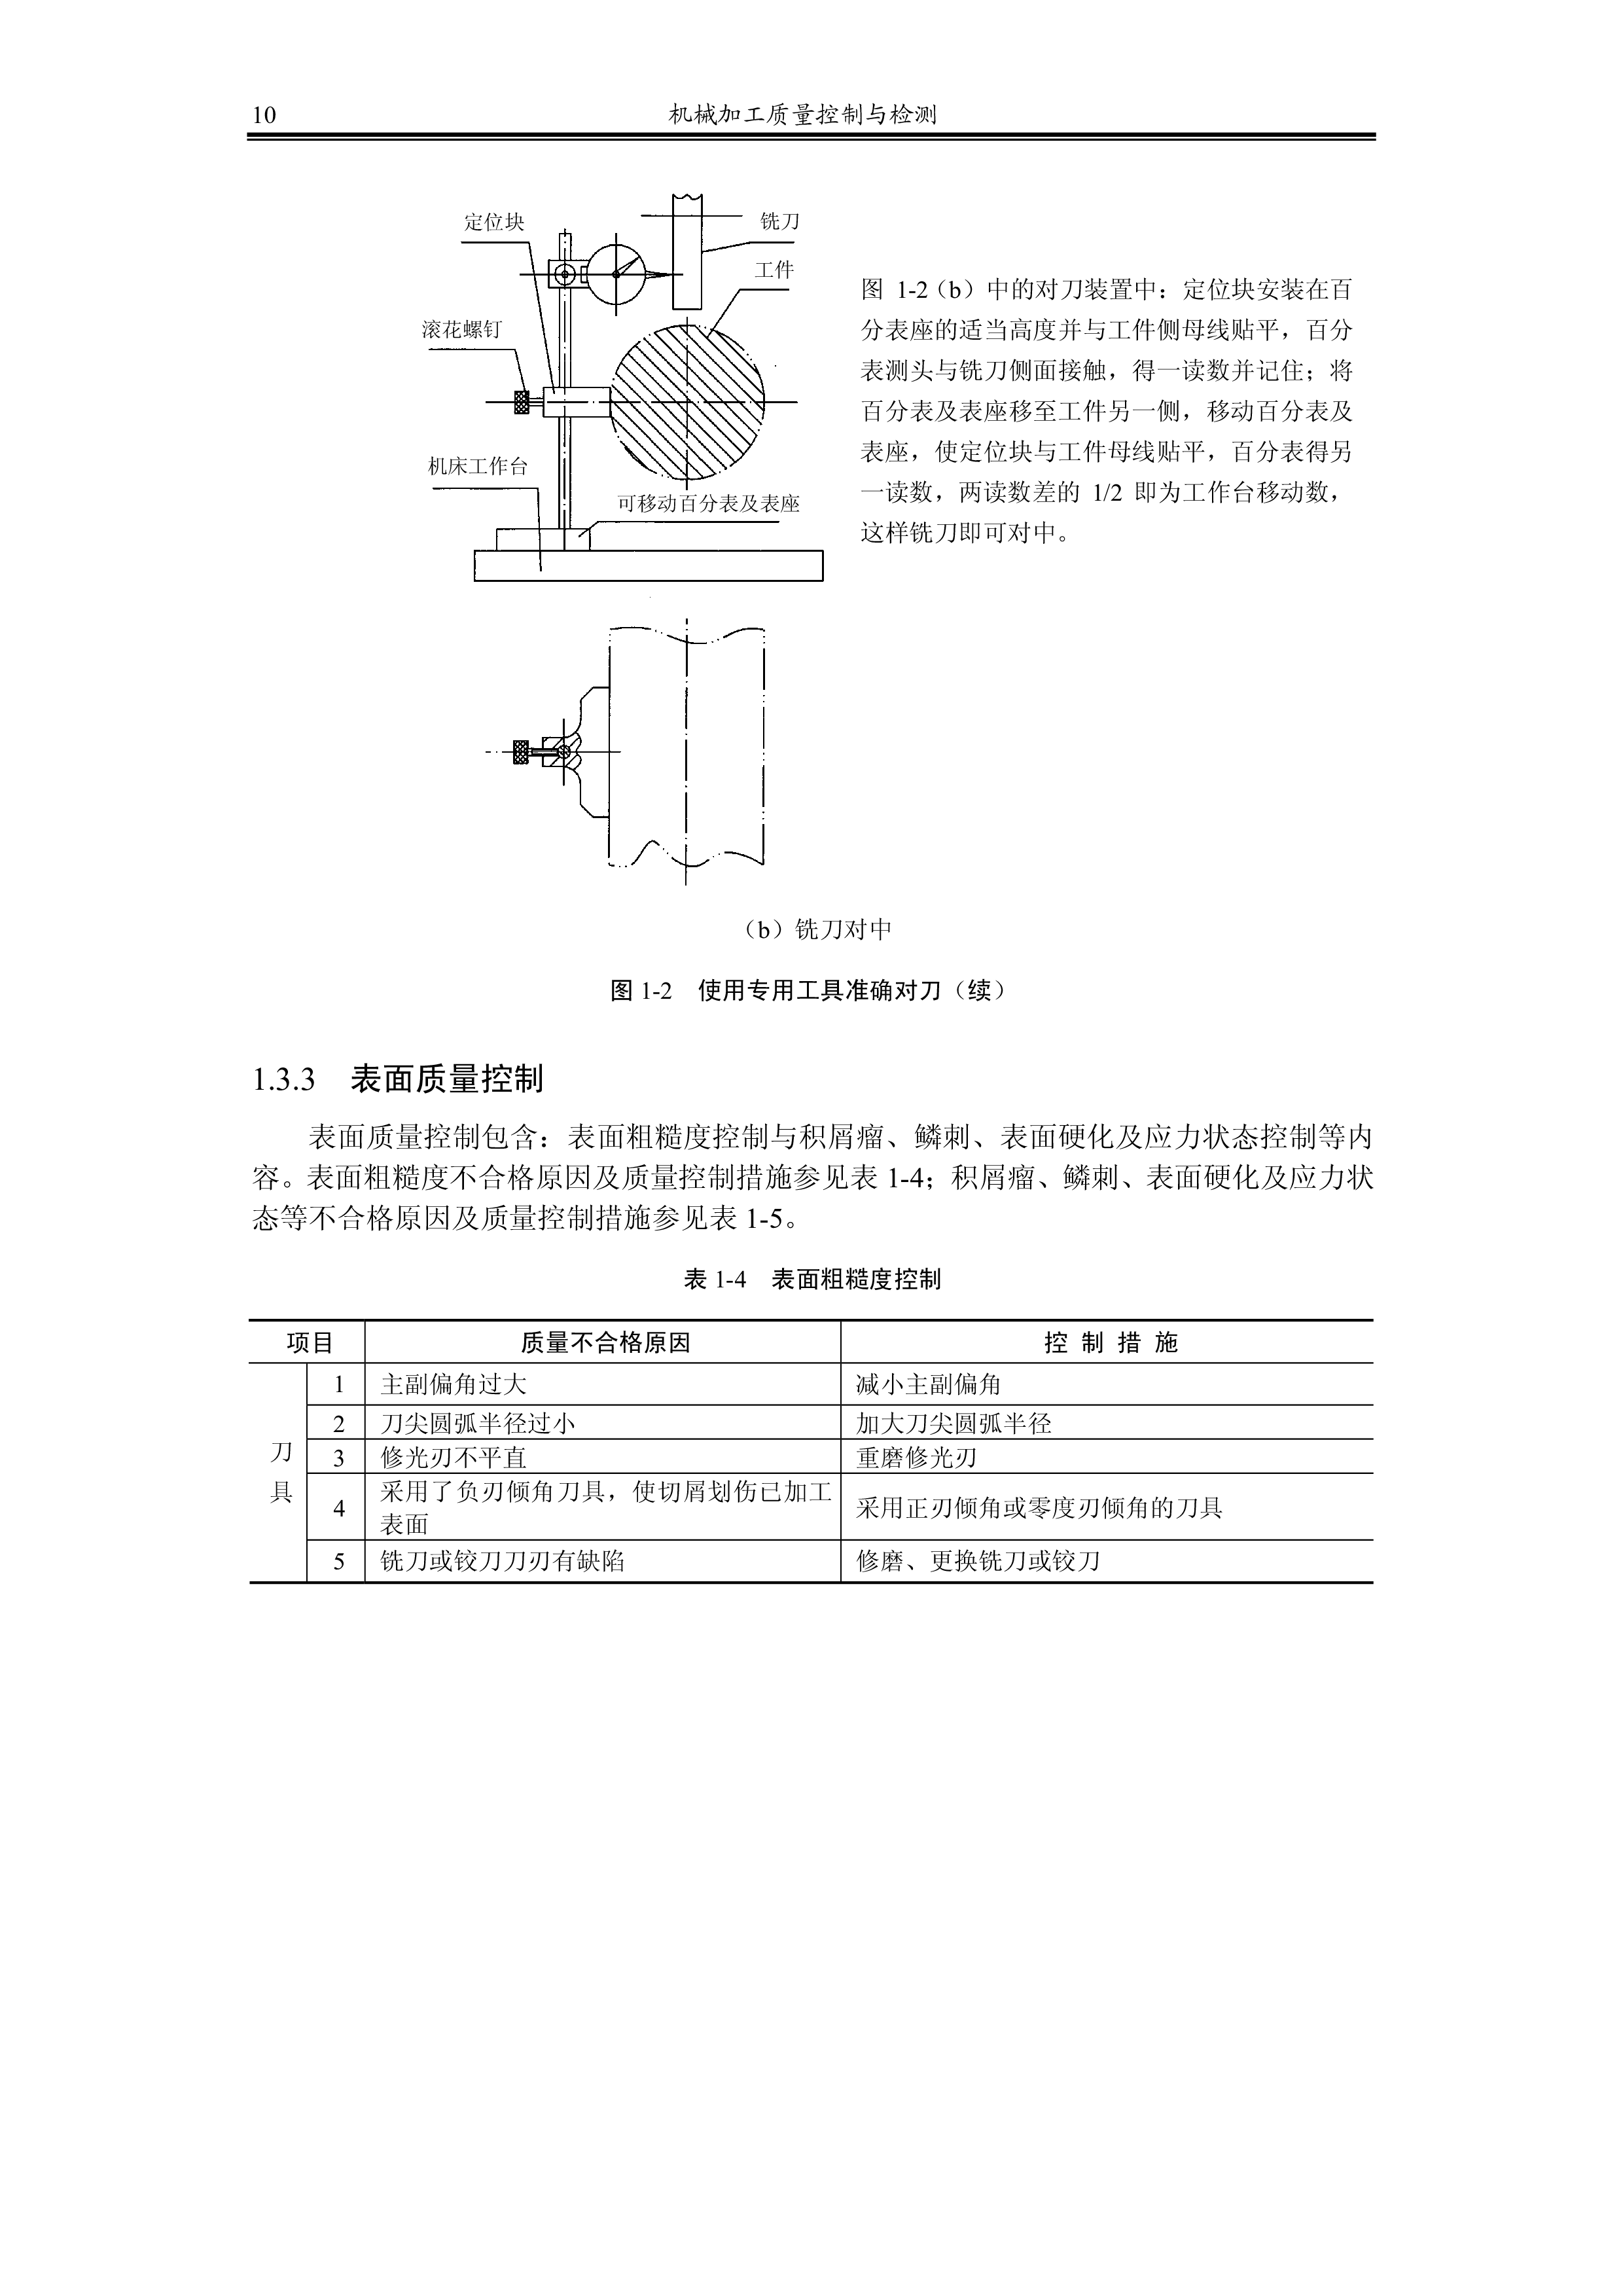 10
机械加工质量控制与检测
定位块
铣刀
工件
滚花螺钉
机床工作台
可移动百分表及表座
图 1-2（b）中的对刀装置中：定位块安装在百
分表座的适当高度并与工件侧母线贴平，百分
表测头与铣刀侧面接触，得一读数并记住；将
百分表及表座移至工件另一侧，移动百分表及
表座，使定位块与工件母线贴平，百分表得另
一读数，两读数差的 1/2 即为工作台移动数，
这样铣刀即可对中。
（b）铣刀对中
图 1-2 使用专用工具准确对刀（续）
1.3.3 表面质量控制
表面质量控制包含：表面粗糙度控制与积屑瘤、鳞刺、表面硬化及应力状态控制等内
容。表面粗糙度不合格原因及质量控制措施参见表 1-4；积屑瘤、鳞刺、表面硬化及应力状
态等不合格原因及质量控制措施参见表 1-5。
表 1-4 表面粗糙度控制
项目 质量不合格原因 控 制 措 施
刀
具
1 主副偏角过大 减小主副偏角
2 刀尖圆弧半径过小 加大刀尖圆弧半径
3 修光刃不平直 重磨修光刃
4 采用了负刃倾角刀具，使切屑划伤已加工
表面 采用正刃倾角或零度刃倾角的刀具
5 铣刀或铰刀刀刃有缺陷 修磨、更换铣刀或铰刀